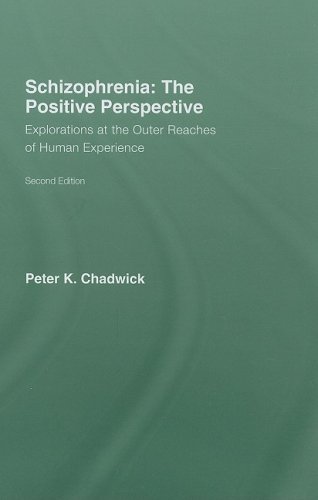 Schizophrenia: The
Positive Perspective
Explorations at the Outer Reaches
of Human Experience
Second Edition
Peter K. Chadwick